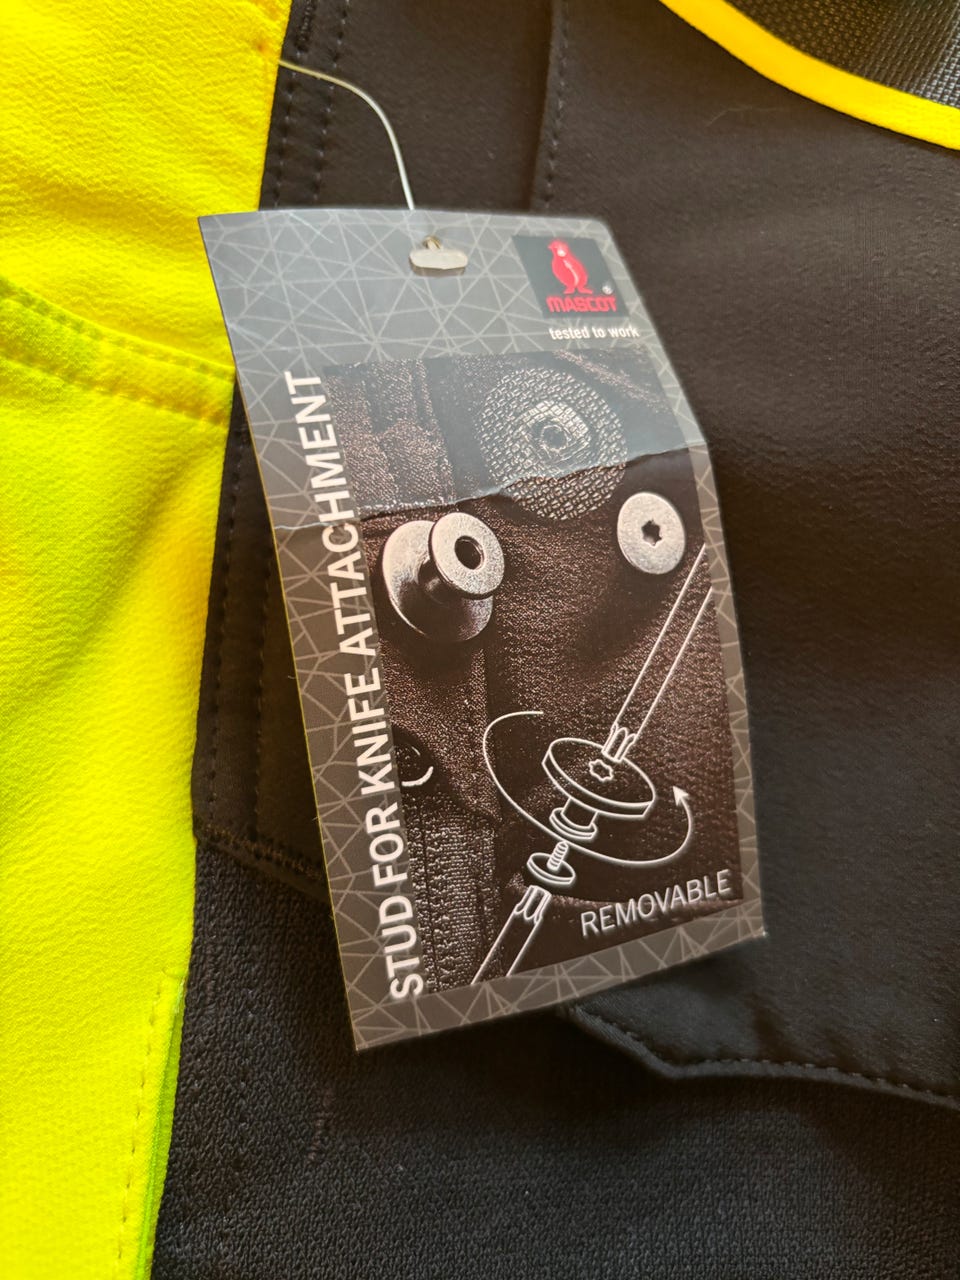 MASCOT®
tested to work
STUD FOR KNIFE ATTACHMENT
REMOVABLE